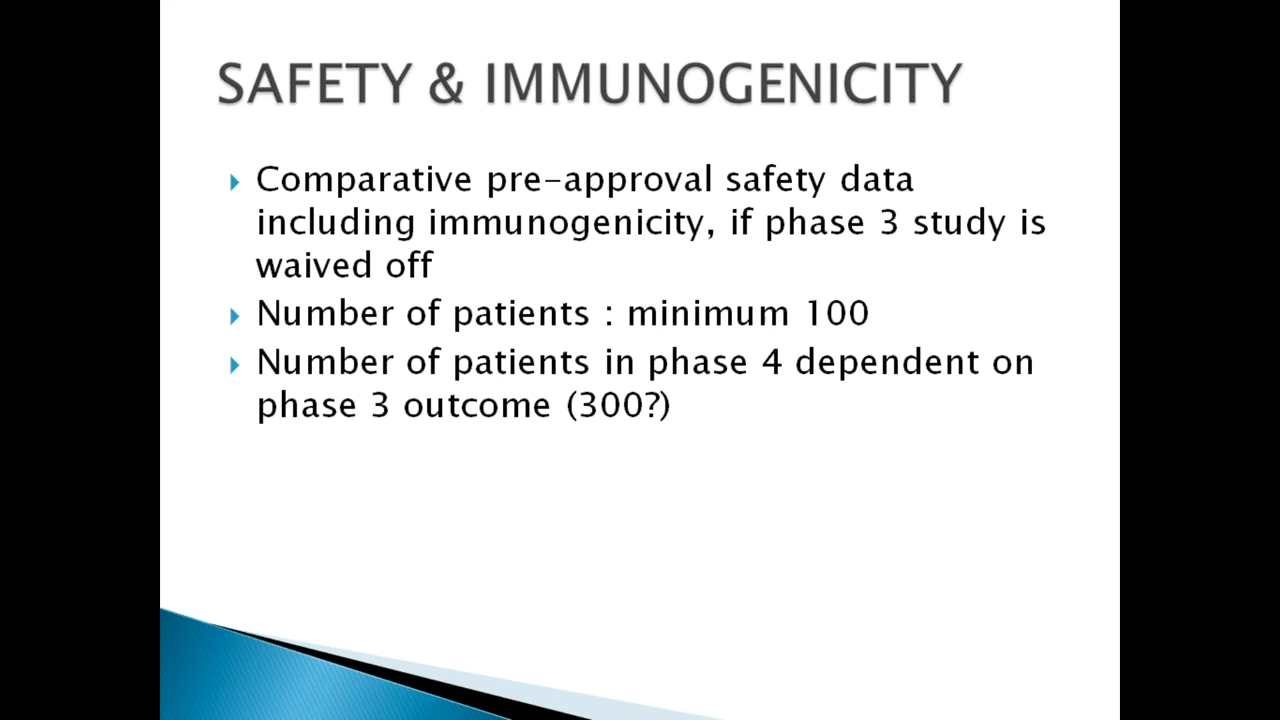 SAFETY & IMMUNOGENICITY
Comparative pre-approval safety data
including immunogenicity, if phase 3 study is
waived off
Number of patients : minimum 100
Number of patients in phase 4 dependent on
phase 3 outcome (300?)